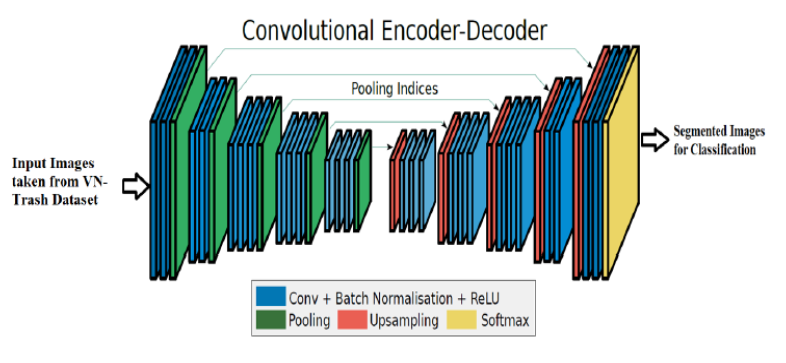 Convolutional Encoder-Decoder
Pooling Indices
Input Images
taken from VN-
Trash Dataset
Segmented Images
for Classification
Conv + Batch Normalisation + ReLU
Pooling
Upsampling
Softmax